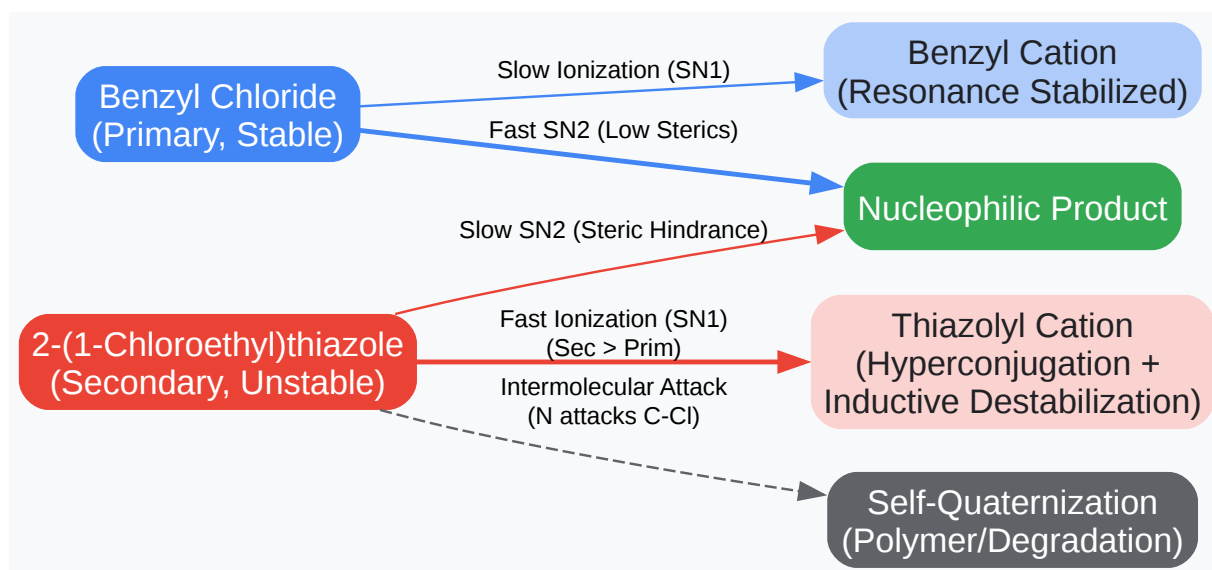 Benzyl Chloride
(Primary, Stable)
Slow Ionization (SN1)
Fast SN2 (Low Sterics)
Benzyl Cation
(Resonance Stabilized)
Nucleophilic Product
Slow SN2 (Steric Hindrance)
2-(1-Chloroethyl)thiazole
(Secondary, Unstable)
Fast Ionization (SN1)
(Sec > Prim)
Intermolecular Attack
(N attacks C-Cl)
Thiazolyl Cation
(Hyperconjugation +
Inductive Destabilization)
Self-Quaternization
(Polymer/Degradation)